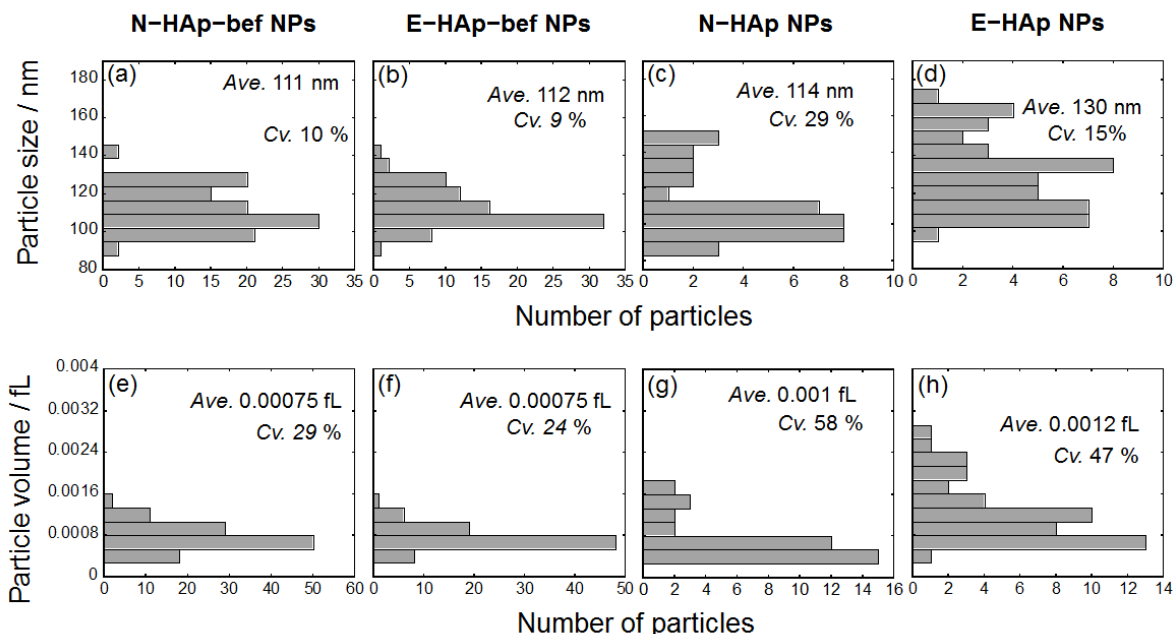 N−HAp−bef NPs
E−HAp−bef NPs
N−HAp NPs
E−HAp NPs
Particle size / nm
180
160
140
120
100
80
(a)
Ave. 111 nm
Cv. 10 %
0 5 10 15 20 25 30 35
(b)
Ave. 112 nm
Cv. 9 %
0 5 10 15 20 25 30 35
(c)
Ave. 114 nm
Cv. 29 %
0 2 4 6 8 10
(d)
Ave. 130 nm
Cv. 15%
0 2 4 6 8 10
Number of particles
Particle volume / fL
0.004
0.0032
0.0024
0.0016
0.0008
0
(e)
Ave. 0.00075 fL
Cv. 29 %
0 10 20 30 40 50 60
(f)
Ave. 0.00075 fL
Cv. 24 %
0 10 20 30 40 50
(g)
Ave. 0.001 fL
Cv. 58 %
0 2 4 6 8 10 12 14 16
(h)
Ave. 0.0012 fL
Cv. 47 %
0 2 4 6 8 10 12 14
Number of particles